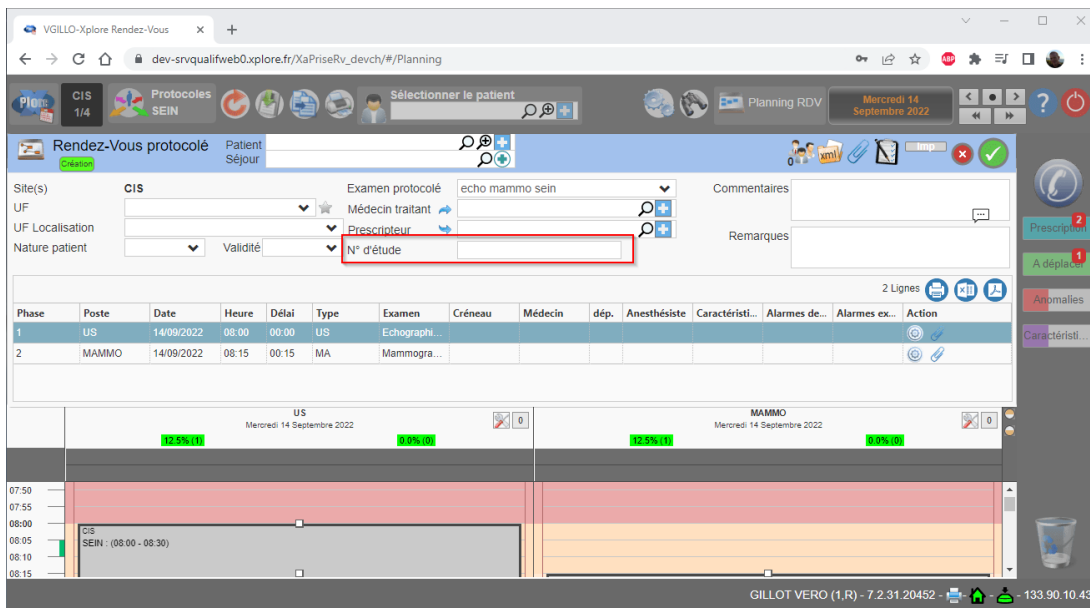 VGILLO-Xplore Rendez-Vous
dev-srvqualifweb0.xplore.fr/XaPriseRv_devch/#/Planning
ABP
CIS
1/4
Protocoles
SEIN
Sélectionner le patient
Planning RDV
Mercredi 14
Septembre 2022
Rendez-Vous protocolé
Création
Patient
Séjour
xml
Imp
Site(s) CIS Examen protocolé echo mammo sein Commentaires
UF Médecin traitant
UF Localisation Prescripteur Remarques
Nature patient Validité N° d'étude
Prescription 2
A déplacer 1
Anomalies
Caractéristi...
2 Lignes
Phase Poste Date Heure Délai Type Examen Créneau Médecin dép. Anesthésiste Caractéristi... Alarmes de... Alarmes ex... Action
1 US 14/09/2022 08:00 00:00 US Echographi...
2 MAMMO 14/09/2022 08:15 00:15 MA Mammogra...
US
Mercredi 14 Septembre 2022
0
12.5% (1) 0.0% (0)
MAMMO
Mercredi 14 Septembre 2022
0
12.5% (1) 0.0% (0)
07:50
07:55
08:00
08:05
08:10
08:15
CIS
SEIN : (08:00 - 08:30)
GILLOT VERO (1,R) - 7.2.31.20452 - - - 133.90.10.43